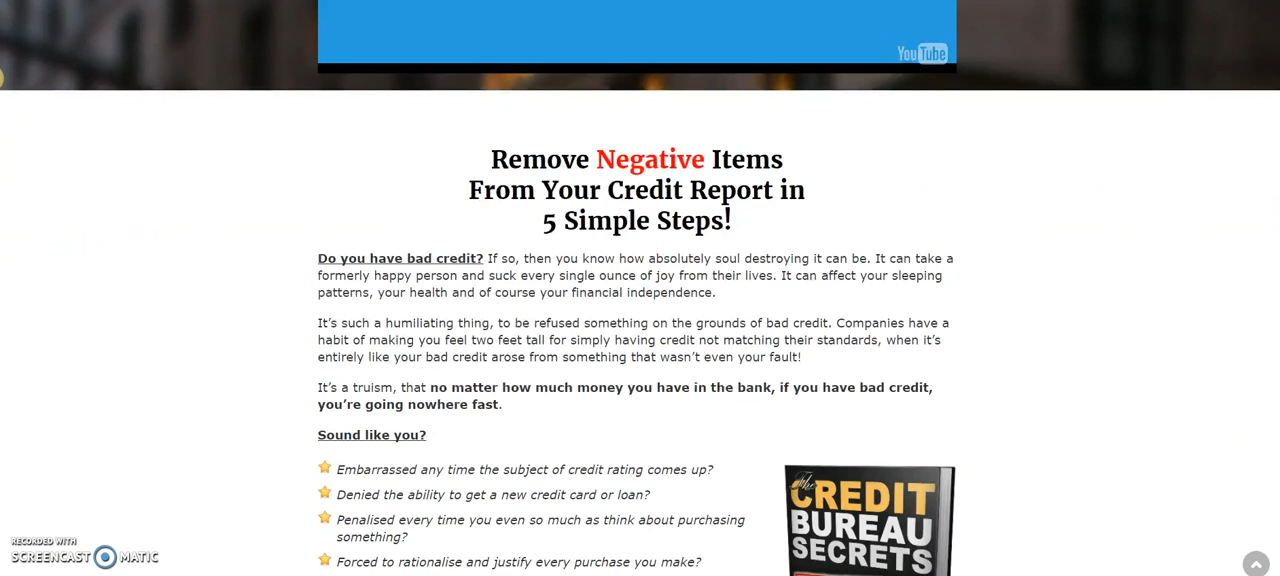 YouTube
Remove Negative Items
From Your Credit Report in
5 Simple Steps!
Do you have bad credit? If so, then you know how absolutely soul destroying it can be. It can take a
formerly happy person and suck every single ounce of joy from their lives. It can affect your sleeping
patterns, your health and of course your financial independence.
It's such a humiliating thing, to be refused something on the grounds of bad credit. Companies have a
habit of making you feel two feet tall for simply having credit not matching their standards, when it's
entirely like your bad credit arose from something that wasn't even your fault!
It's a truism, that no matter how much money you have in the bank, if you have bad credit,
you're going nowhere fast.
Sound like you?
Embarrassed any time the subject of credit rating comes up?
Denied the ability to get a new credit card or loan?
Penalised every time you even so much as think about purchasing
something?
Forced to rationalise and justify every purchase you make?
The
CREDIT
BUREAU
SECRETS
RECORDED WITH
SCREENCAST MATIC